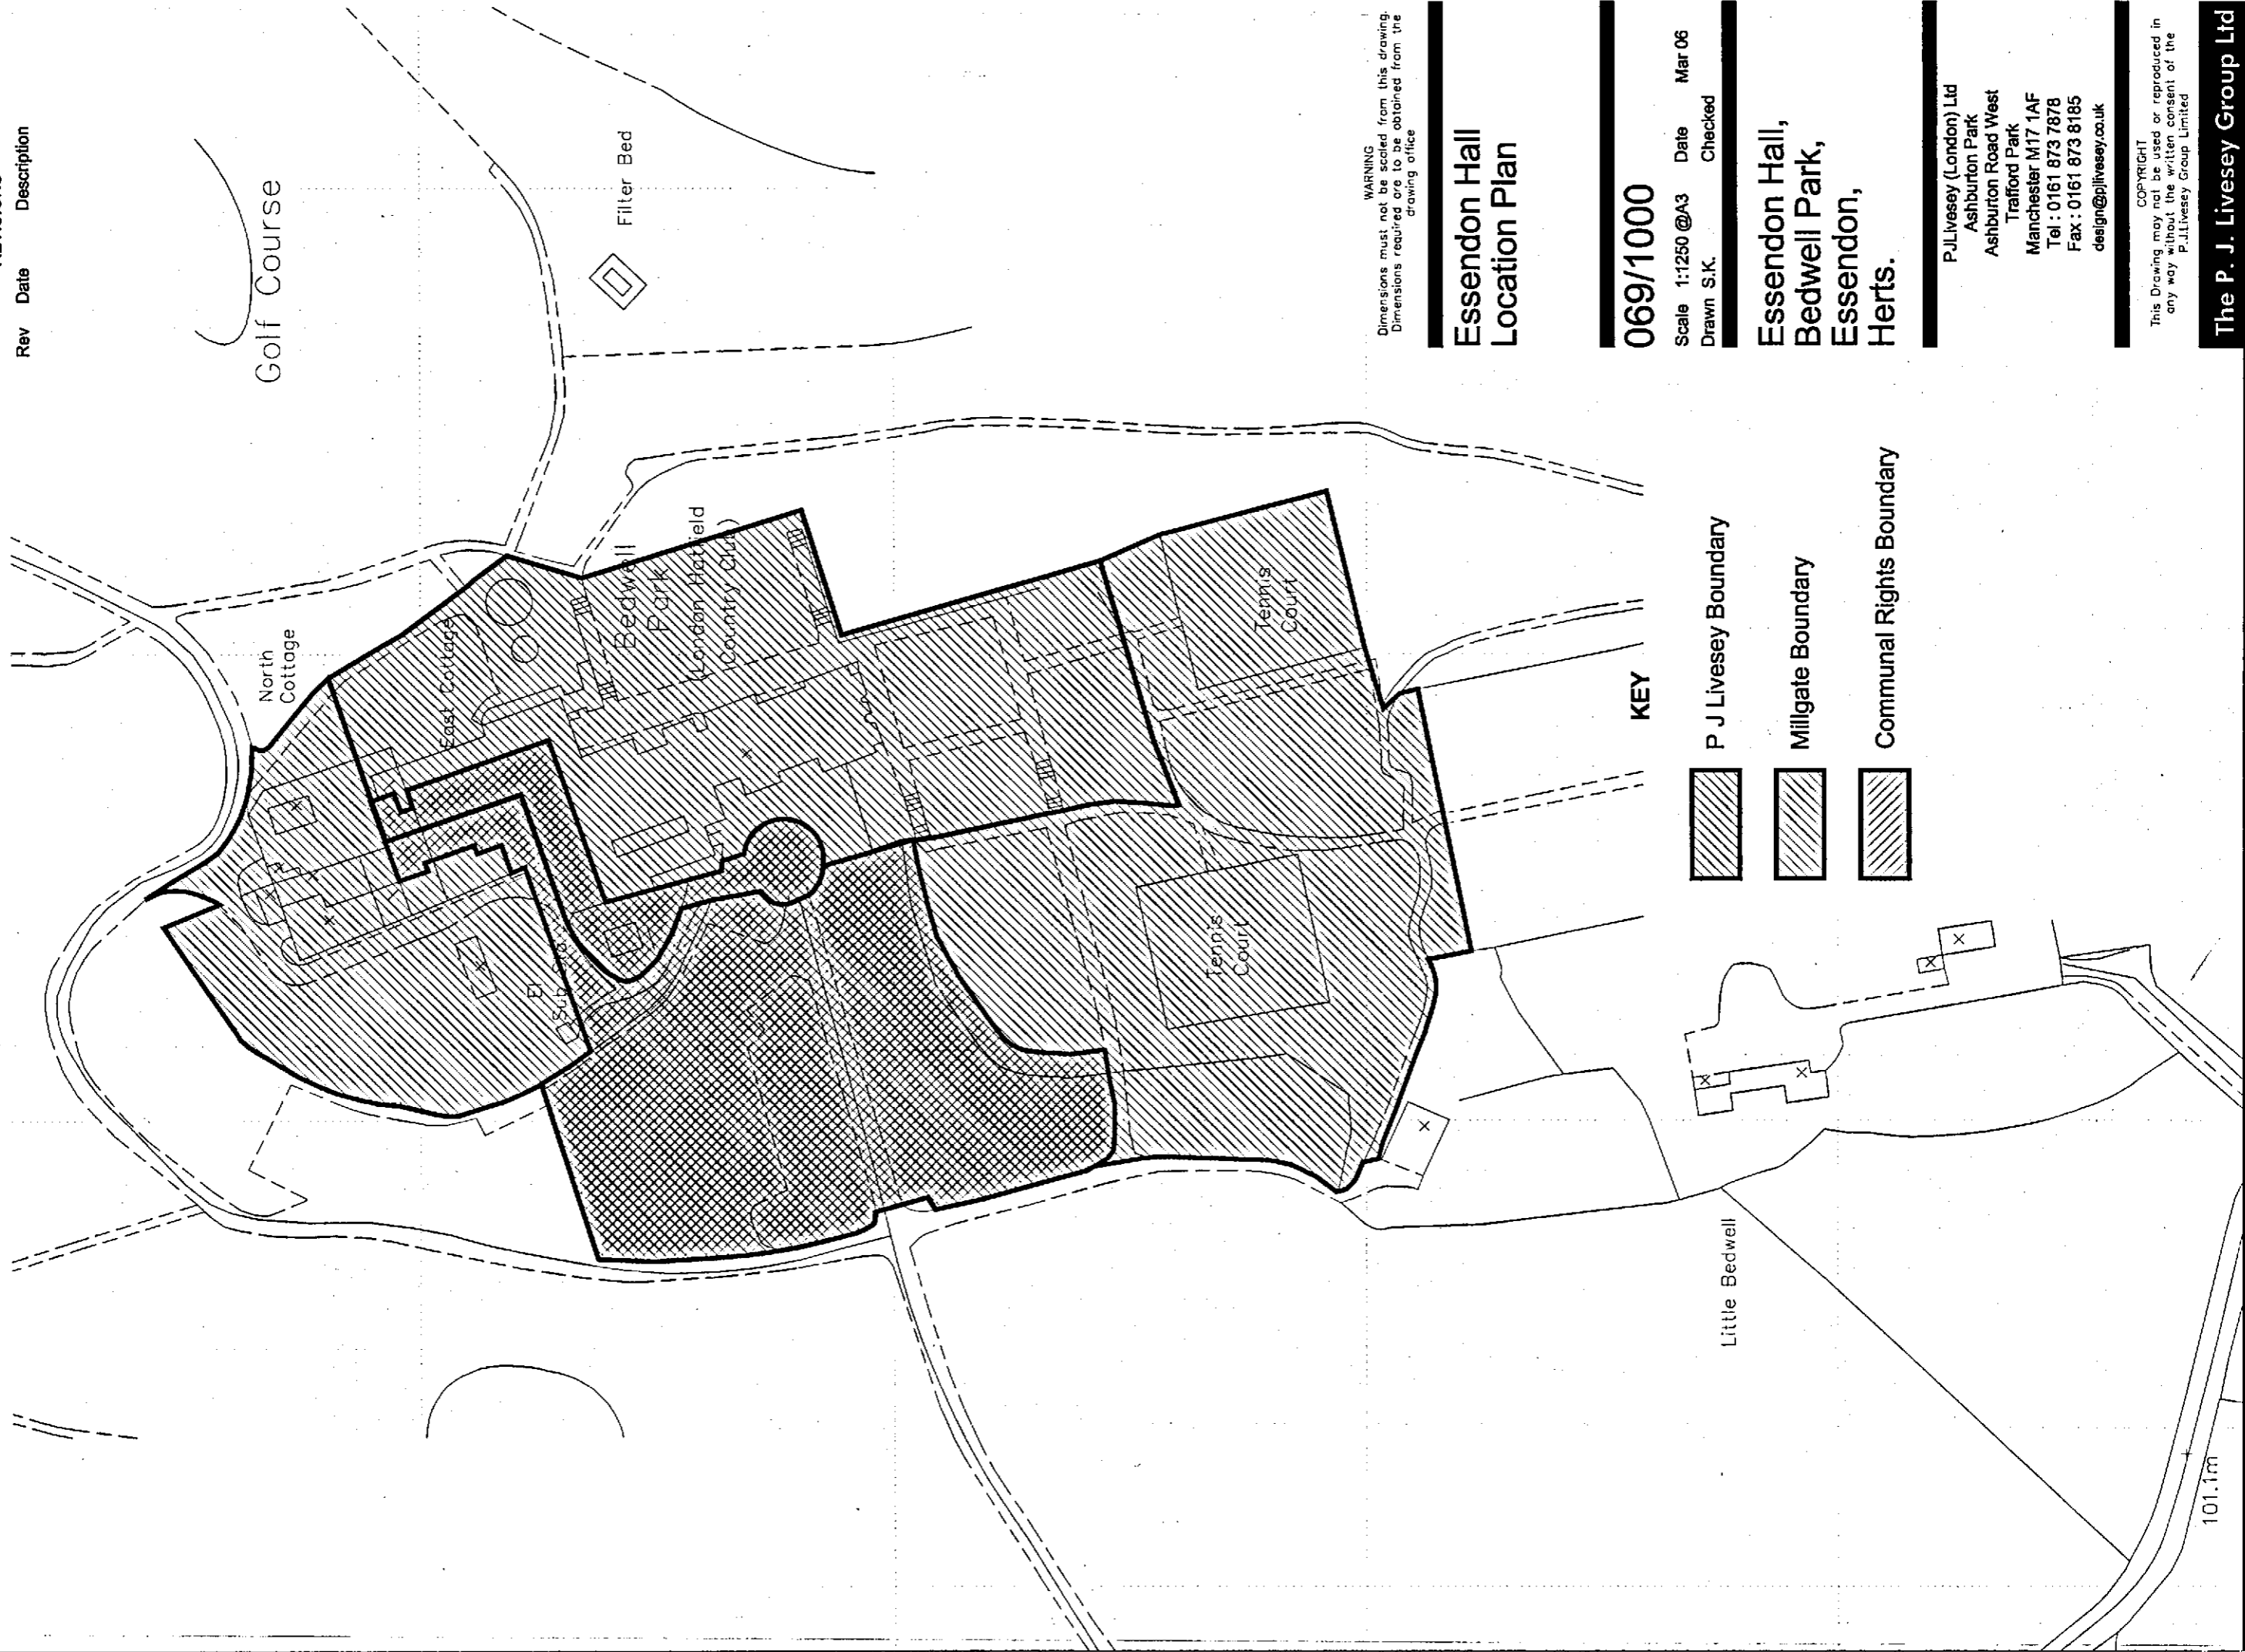 Rev Date Description
Golf Course
Filter Bed
North
Cottage
East Cottage
Bedwell
Park
(London Hatfield
Country Club)
El
Sub Sta
Tennis
Court
Tennis
Court
Little Bedwell
101.1m
KEY
P J Livesey Boundary
Millgate Boundary
Communal Rights Boundary
WARNING
Dimensions must not be scaled from this drawing.
Dimensions required are to be obtained from the
drawing office
Essendon Hall
Location Plan
069/1000
Scale 1:1250 @A3 Date Mar 06
Drawn S.K. Checked
Essendon Hall,
Bedwell Park,
Essendon,
Herts.
PJLivesey (London) Ltd
Ashburton Park
Ashburton Road West
Trafford Park
Manchester M17 1AF
Tel : 0161 873 7878
Fax : 0161 873 8185
design@pjlivesey.co.uk
COPYRIGHT
This Drawing may not be used or reproduced in
any way without the written consent of the
P.J.Livesey Group Limited
The P. J. Livesey Group Ltd